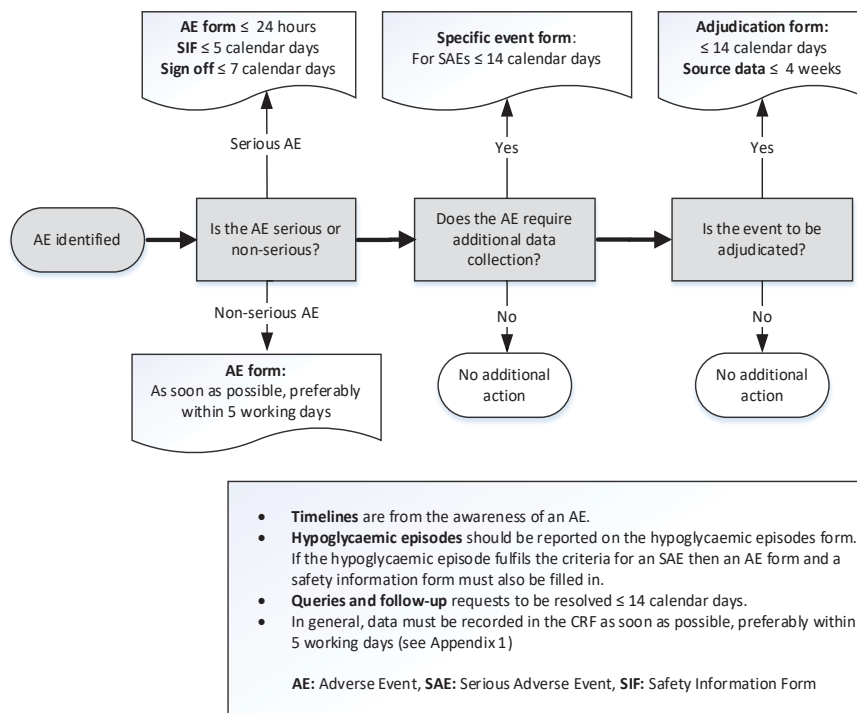 AE form ≤ 24 hours
SIF ≤ 5 calendar days
Sign off ≤ 7 calendar days
Specific event form:
For SAEs ≤ 14 calendar days
Adjudication form:
≤ 14 calendar days
Source data ≤ 4 weeks
Serious AE
Yes
Yes
AE identified
Is the AE serious or
non-serious?
Does the AE require
additional data
collection?
Is the event to be
adjudicated?
Non-serious AE
No
No
AE form:
As soon as possible, preferably
within 5 working days
No additional
action
No additional
action
• Timelines are from the awareness of an AE.
• Hypoglycaemic episodes should be reported on the hypoglycaemic episodes form.
If the hypoglycaemic episode fulfils the criteria for an SAE then an AE form and a
safety information form must also be filled in.
• Queries and follow-up requests to be resolved ≤ 14 calendar days.
• In general, data must be recorded in the CRF as soon as possible, preferably within
5 working days (see Appendix 1)
AE: Adverse Event, SAE: Serious Adverse Event, SIF: Safety Information Form